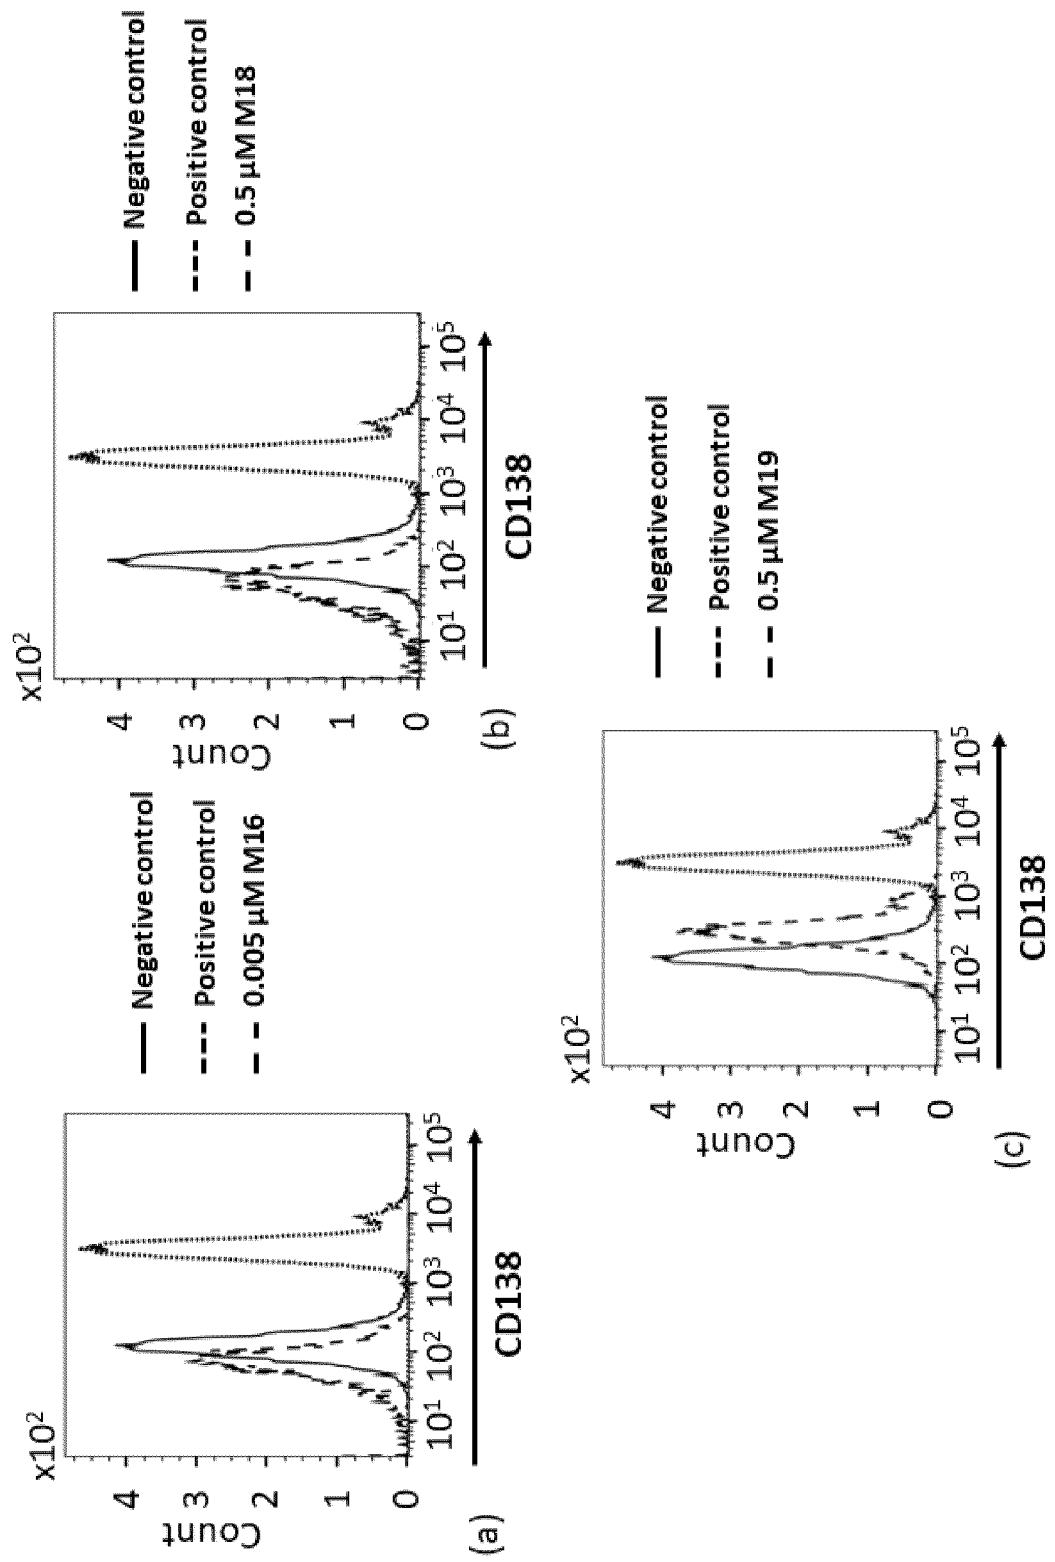 x10²
4
3
2
1
0
Count
10¹ 10² 10³ 10⁴ 10⁵
CD138
(a)
Negative control
Positive control
0.005 µM M16
x10²
4
3
2
1
0
Count
10¹ 10² 10³ 10⁴ 10⁵
CD138
(b)
Negative control
Positive control
0.5 µM M18
x10²
4
3
2
1
0
Count
10¹ 10² 10³ 10⁴ 10⁵
CD138
(c)
Negative control
Positive control
0.5 µM M19